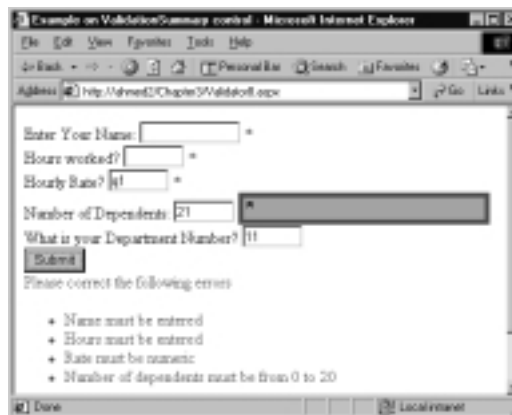 Example on ValidationSummary control - Microsoft Internet Explorer
File Edit View Favorites Tools Help
Back Personal Bar Search Favorites
Address http://ahmed2/Chapter3/Validator8.aspx Go Links
Enter Your Name: *
Hours worked? *
Hourly Rate? *
Number of Dependents: 21 *
What is your Department Number? 11
Submit
Please correct the following errors
• Name must be entered
• Hours must be entered
• Rate must be numeric
• Number of dependents must be from 0 to 20
Done Local intranet